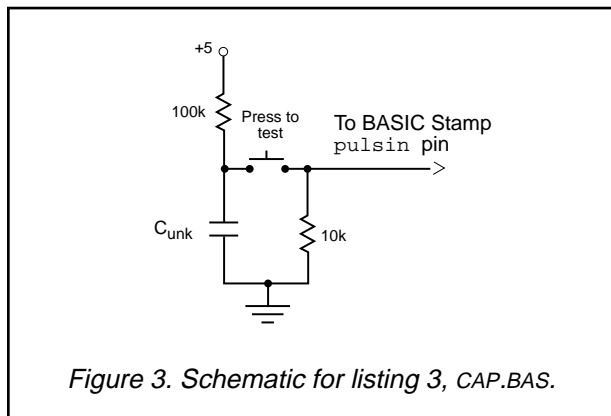 +5
100k
Press to
test
To BASIC Stamp
pulsin pin
Cunk
10k
Figure 3. Schematic for listing 3, CAP.BAS.